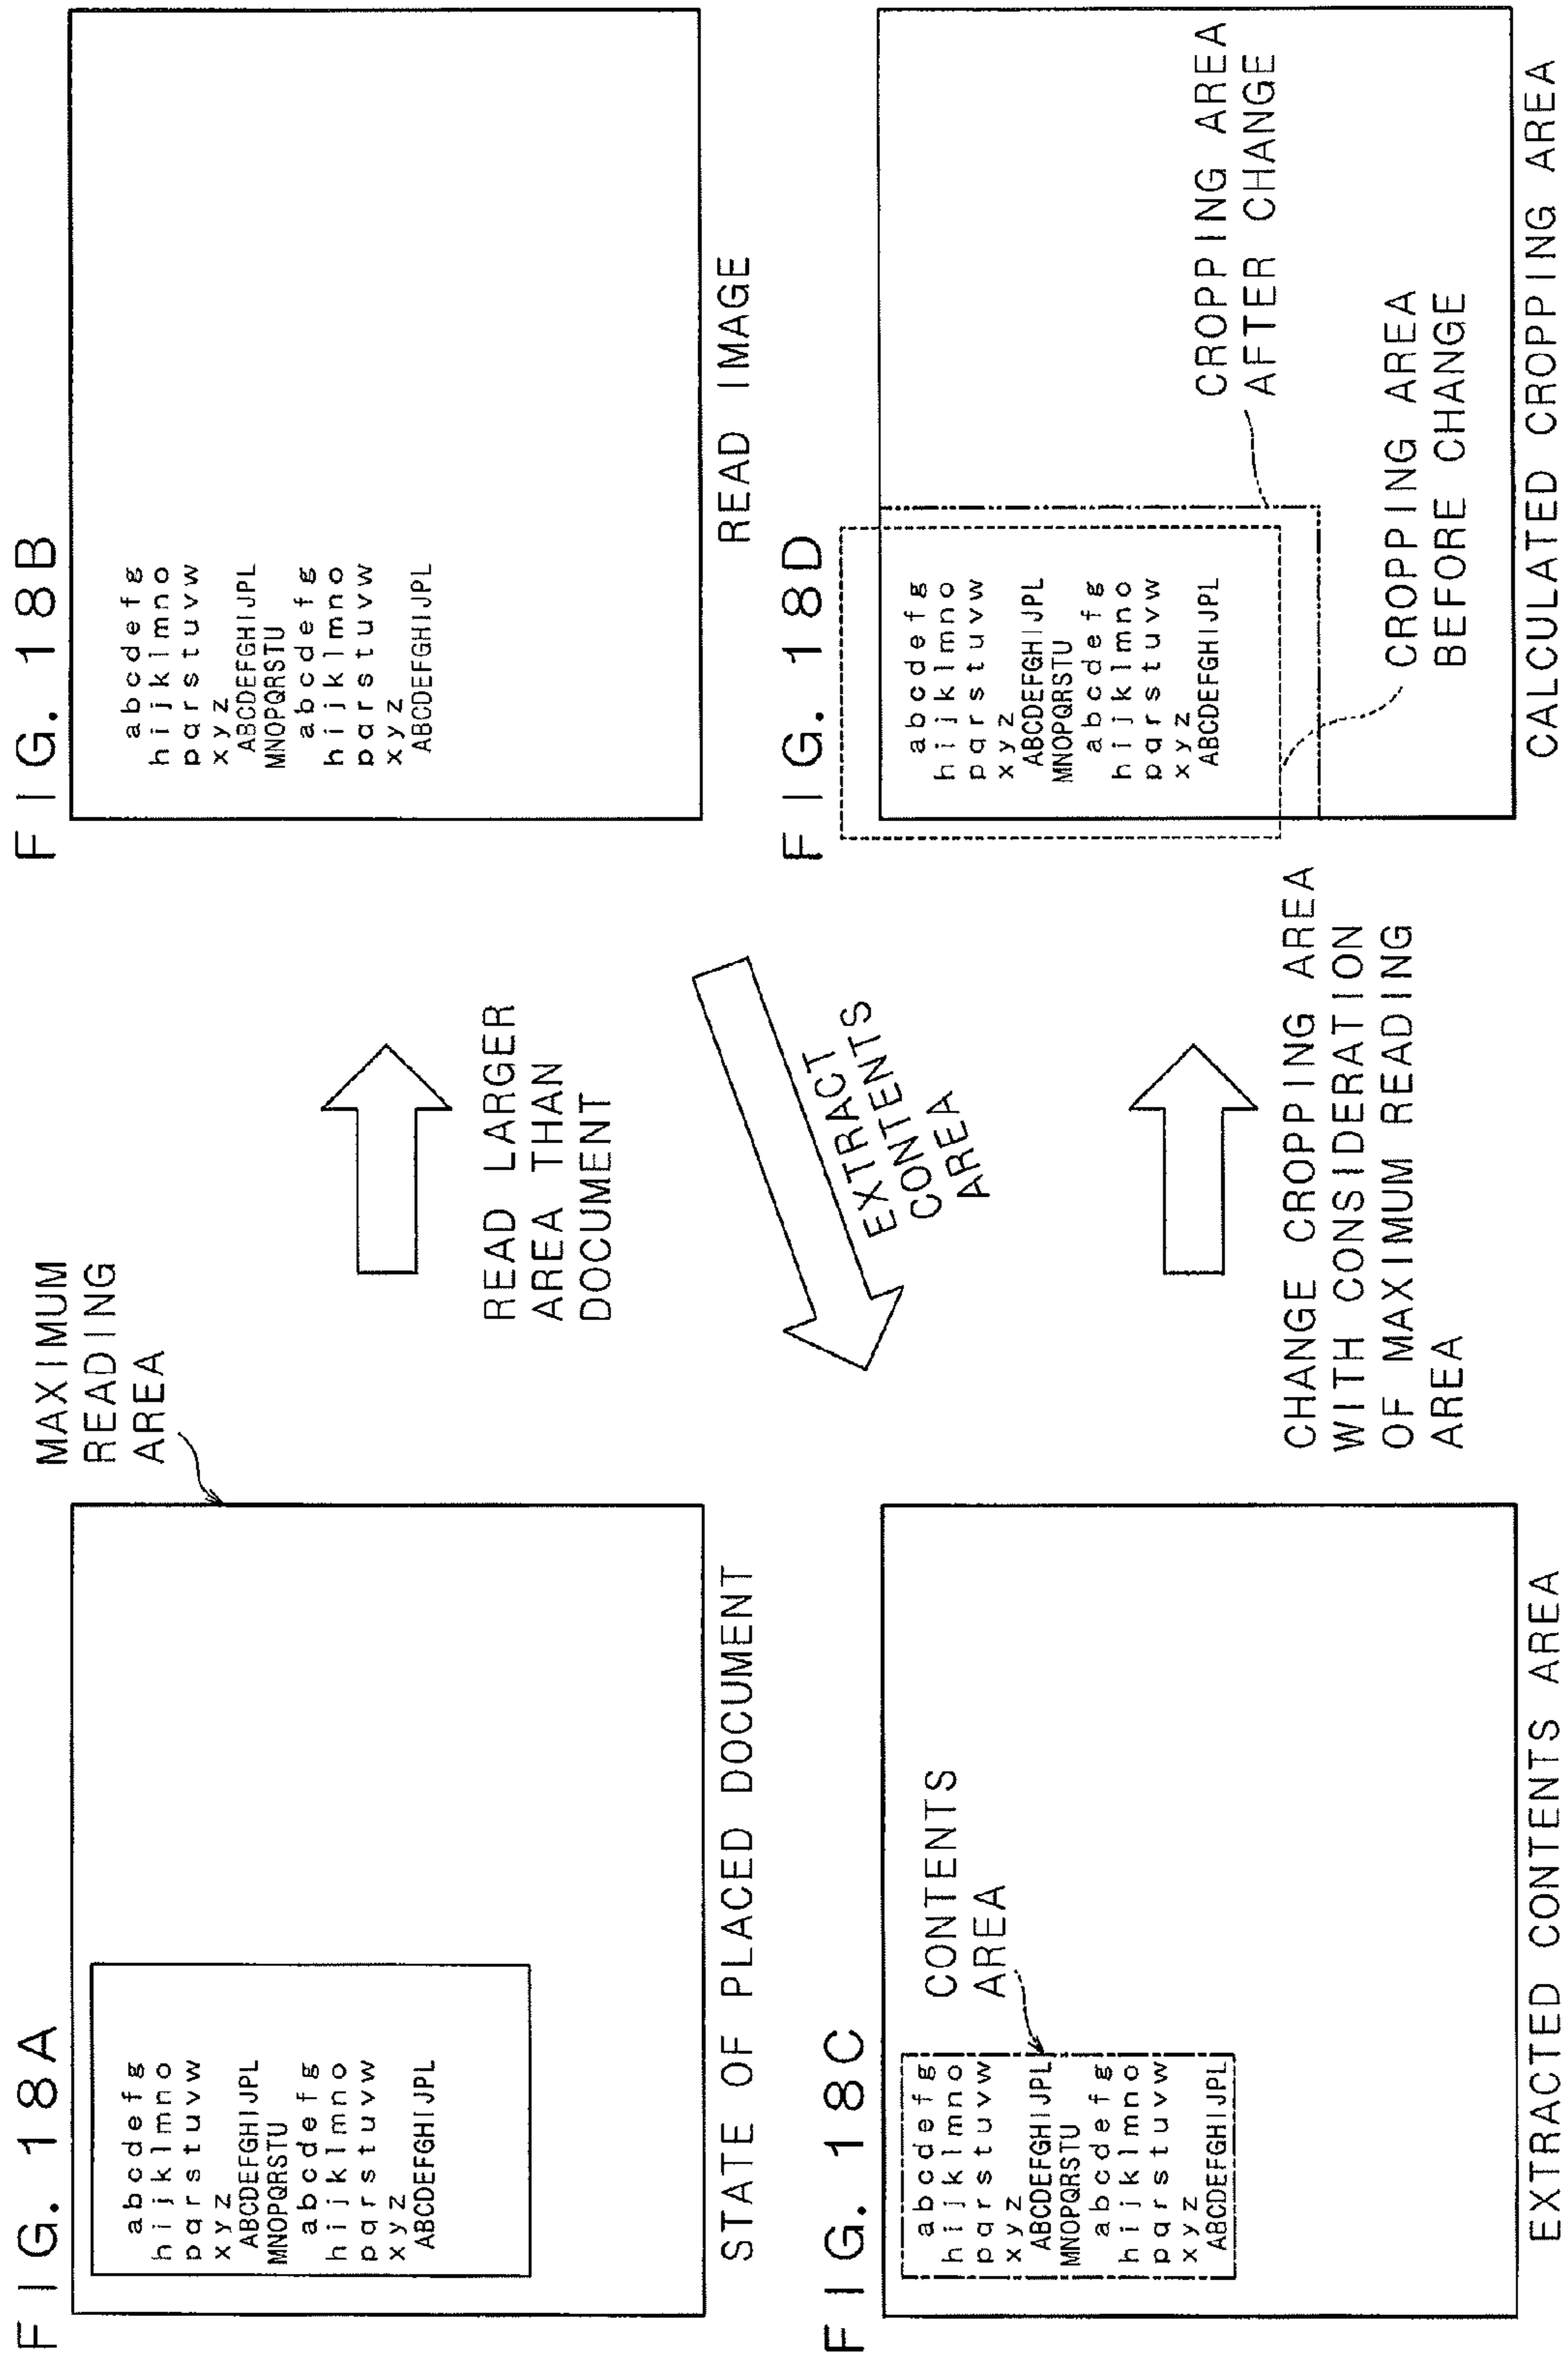 FIG. 18A
MAXIMUM
READING
AREA
abcdefg
hijklmno
pqrstuvw
xyz
ABCDEFGHIJPL
MNOPQRSTU
abcdefg
hijklmno
pqrstuvw
xyz
ABCDEFGHIJPL
STATE OF PLACED DOCUMENT
READ LARGER
AREA THAN
DOCUMENT
FIG. 18B
abcdefg
hijklmno
pqrstuvw
xyz
ABCDEFGHIJPL
MNOPQRSTU
abcdefg
hijklmno
pqrstuvw
xyz
ABCDEFGHIJPL
READ IMAGE
EXTRACT
CONTENTS
AREA
FIG. 18C
abcdefg
hijklmno
pqrstuvw
xyz
ABCDEFGHIJPL
MNOPQRSTU
abcdefg
hijklmno
pqrstuvw
xyz
ABCDEFGHIJPL
CONTENTS
AREA
EXTRACTED CONTENTS AREA
CHANGE CROPPING AREA
WITH CONSIDERATION
OF MAXIMUM READING
AREA
FIG. 18D
abcdefg
hijklmno
pqrstuvw
xyz
ABCDEFGHIJPL
MNOPQRSTU
abcdefg
hijklmno
pqrstuvw
xyz
ABCDEFGHIJPL
CROPPING AREA
AFTER CHANGE
CROPPING AREA
BEFORE CHANGE
CALCULATED CROPPING AREA